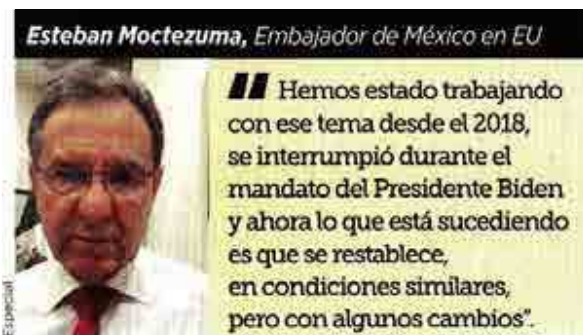 Esteban Moctezuma, Embajador de México en EU
" Hemos estado trabajando
con ese tema desde el 2018,
se interrumpió durante el
mandato del Presidente Biden
y ahora lo que está sucediendo
es que se restablece,
en condiciones similares,
pero con algunos cambios”.
Especial